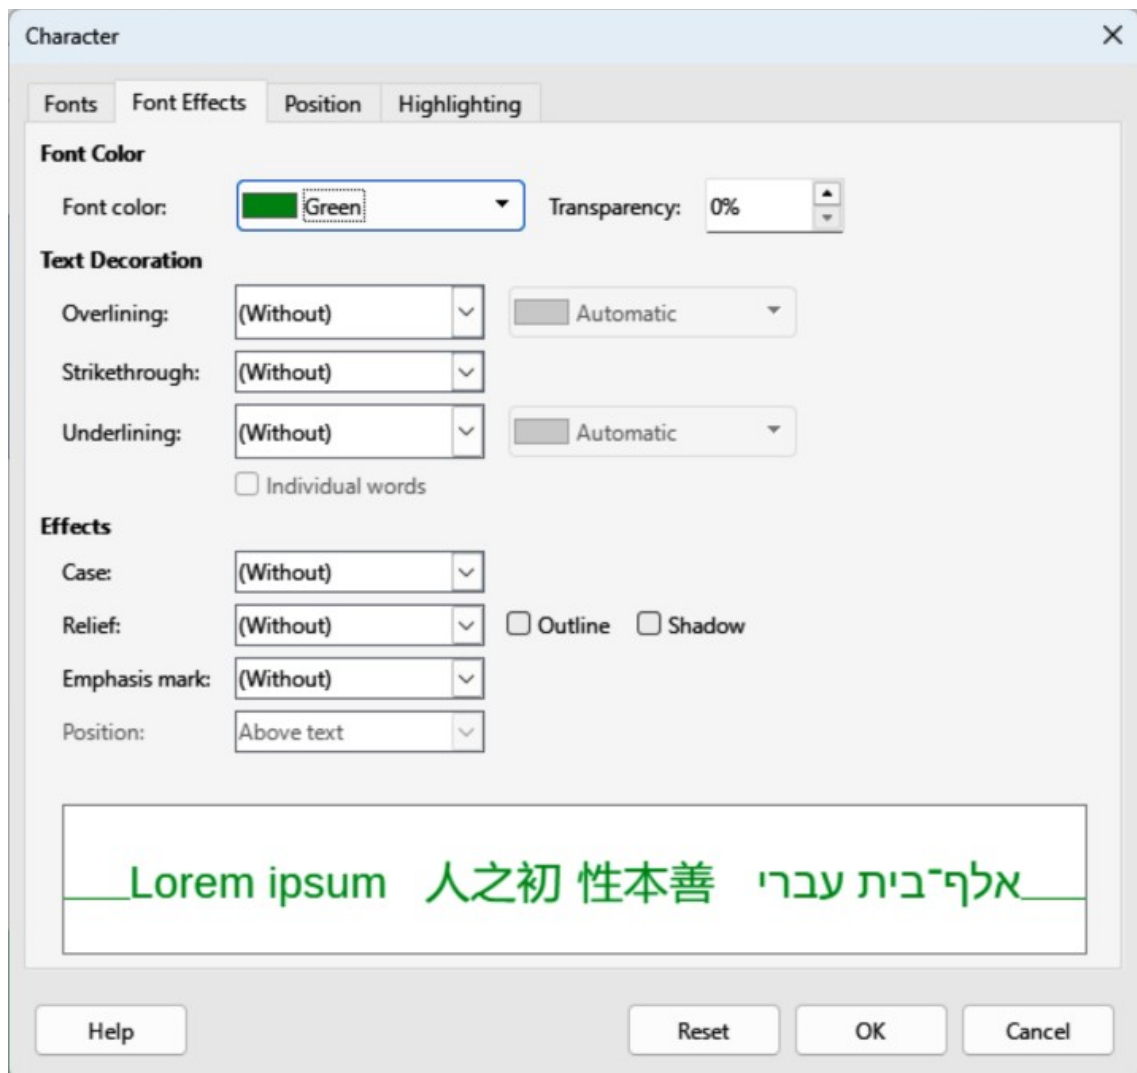 Character
Fonts Font Effects Position Highlighting
Font Color
Font color: Green Transparency: 0%
Text Decoration
Overlining: (Without) Automatic
Strikethrough: (Without)
Underlining: (Without) Automatic
Individual words
Effects
Case: (Without)
Relief: (Without) Outline Shadow
Emphasis mark: (Without)
Position: Above text
Lorem ipsum 人之初 性本善 אלף־בית עברי
Help Reset OK Cancel